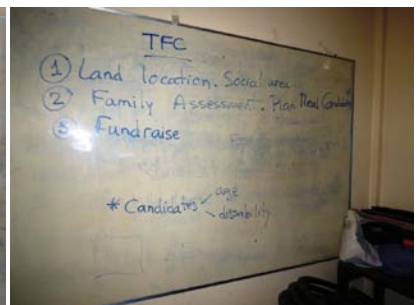 TFC
① Land location. Social area
② Family Assessment. Plan
③ Fundraise
* Candidates age
disability